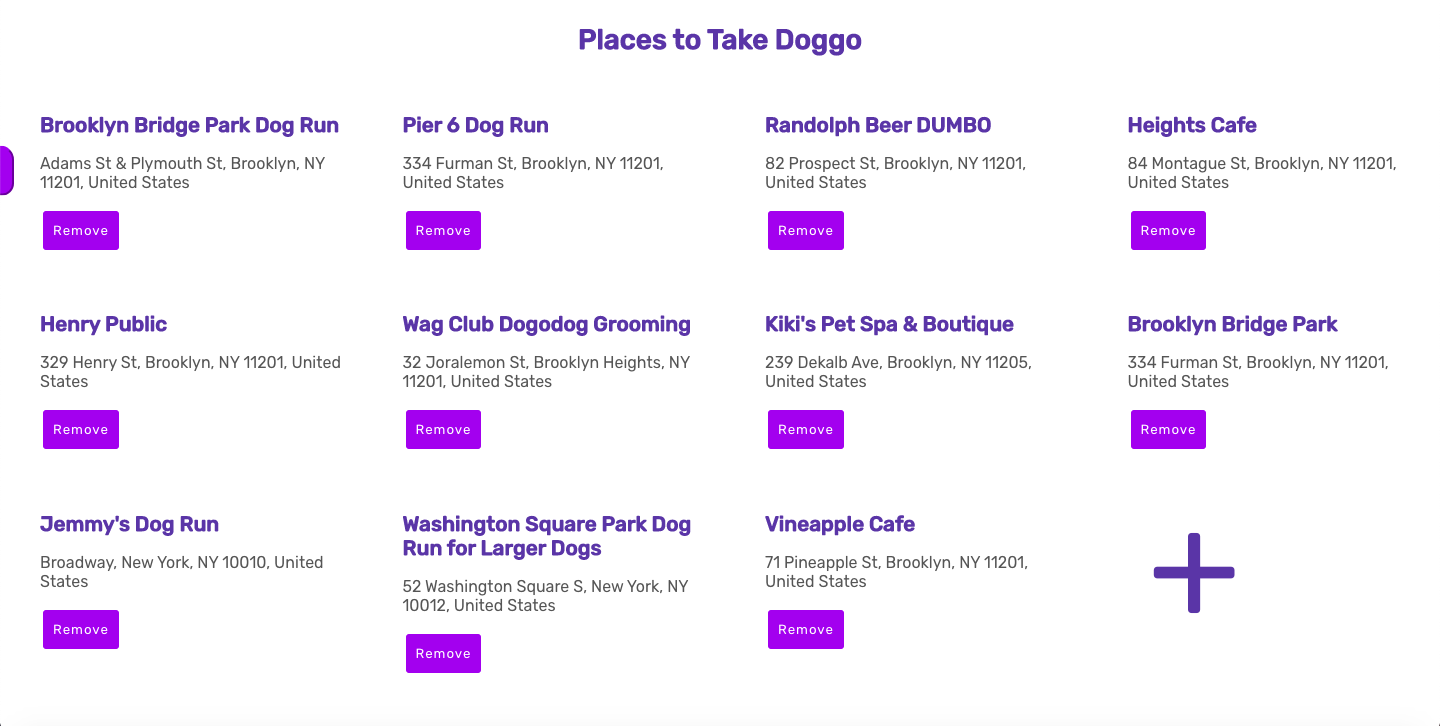 Places to Take Doggo
Brooklyn Bridge Park Dog Run
Adams St & Plymouth St, Brooklyn, NY
11201, United States
Remove
Pier 6 Dog Run
334 Furman St, Brooklyn, NY 11201,
United States
Remove
Randolph Beer DUMBO
82 Prospect St, Brooklyn, NY 11201,
United States
Remove
Heights Cafe
84 Montague St, Brooklyn, NY 11201,
United States
Remove
Henry Public
329 Henry St, Brooklyn, NY 11201, United
States
Remove
Wag Club Dogodog Grooming
32 Joralemon St, Brooklyn Heights, NY
11201, United States
Remove
Kiki's Pet Spa & Boutique
239 Dekalb Ave, Brooklyn, NY 11205,
United States
Remove
Brooklyn Bridge Park
334 Furman St, Brooklyn, NY 11201,
United States
Remove
Jemmy's Dog Run
Broadway, New York, NY 10010, United
States
Remove
Washington Square Park Dog
Run for Larger Dogs
52 Washington Square S, New York, NY
10012, United States
Remove
Vineapple Cafe
71 Pineapple St, Brooklyn, NY 11201,
United States
Remove